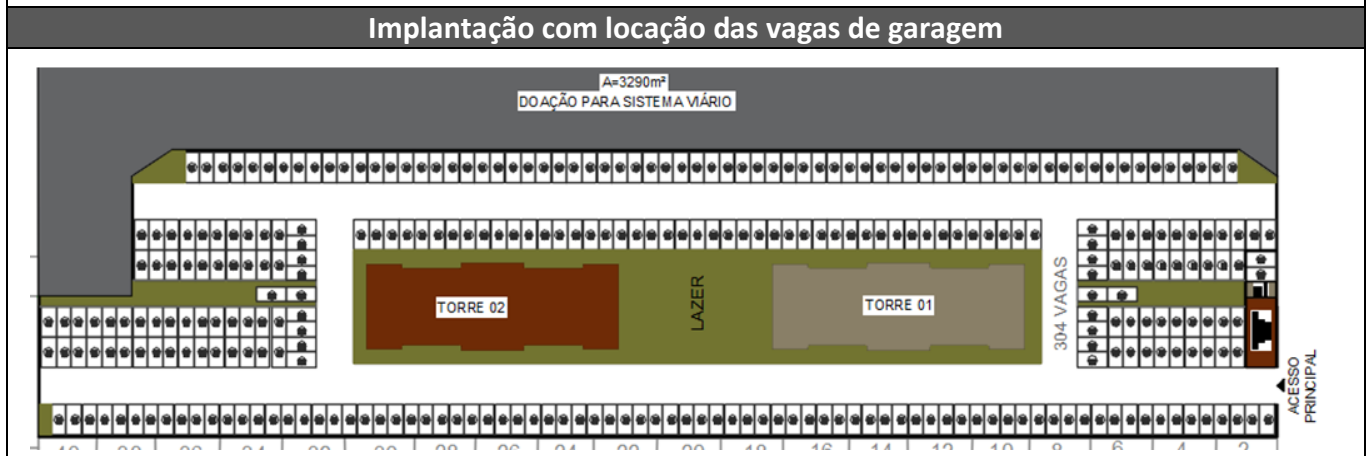 Implantação com locação das vagas de garagem
A=3290m²
DOAÇÃO PARA SISTEMA VIÁRIO
TORRE 02
LAZER
TORRE 01
304 VAGAS
ACESSO
PRINCIPAL